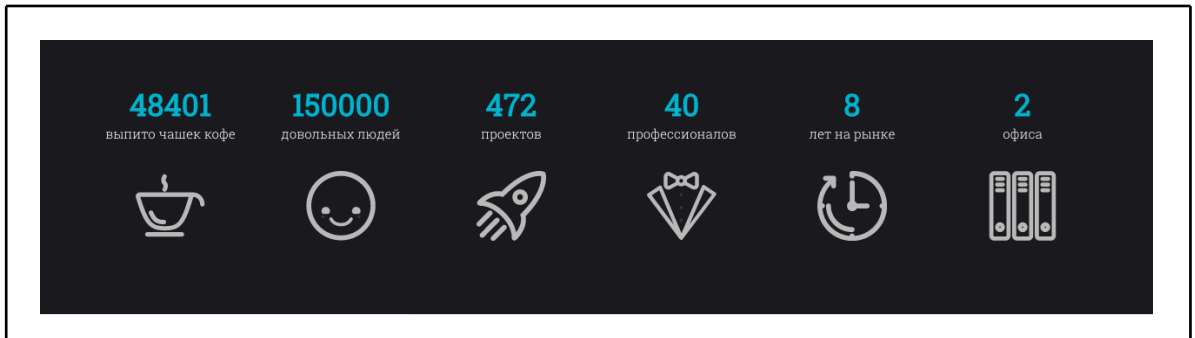 48401 150000 472 40 8 2
выпито чашек кофе довольных людей проектов профессионалов лет на рынке офиса